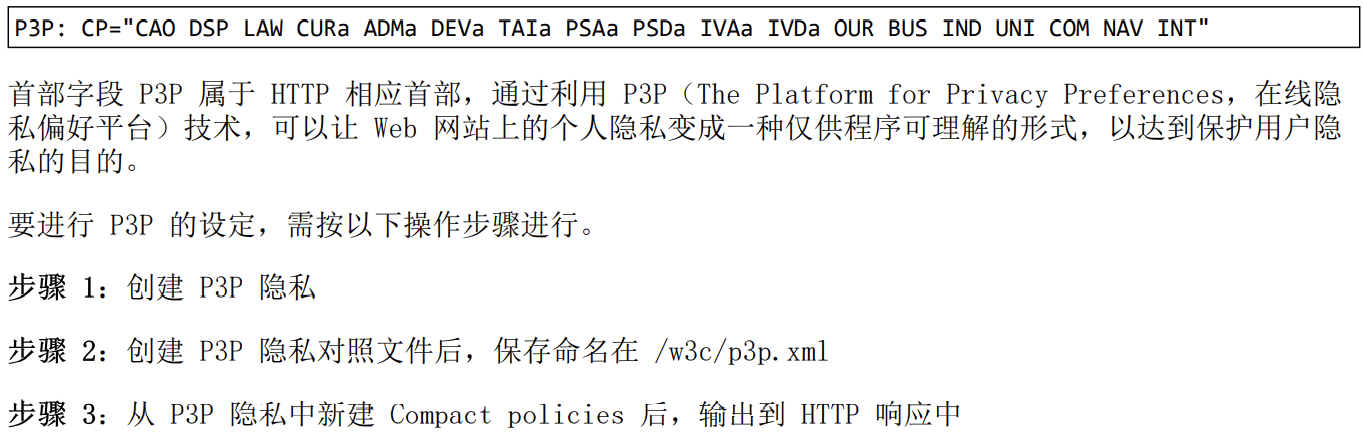 P3P: CP="CAO DSP LAW CURa ADMa DEVa TAIa PSAa PSDa IVAa IVDa OUR BUS IND UNI COM NAV INT"
首部字段 P3P 属于 HTTP 相应首部，通过利用 P3P（The Platform for Privacy Preferences，在线隐
私偏好平台）技术，可以让 Web 网站上的个人隐私变成一种仅供程序可理解的形式，以达到保护用户隐
私的目的。
要进行 P3P 的设定，需按以下操作步骤进行。
步骤 1：创建 P3P 隐私
步骤 2：创建 P3P 隐私对照文件后，保存命名在 /w3c/p3p.xml
步骤 3：从 P3P 隐私中新建 Compact policies 后，输出到 HTTP 响应中